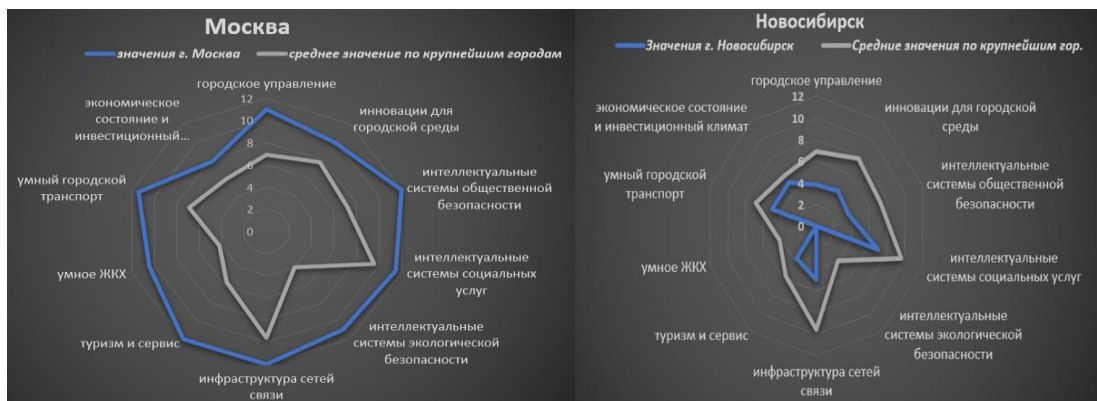 Москва
значения г. Москва
среднее значение по крупнейшим городам
городское управление
инновации для
городской среды
интеллектуальные
системы общественной
безопасности
интеллектуальные
системы социальных
услуг
интеллектуальные
системы экологической
безопасности
инфраструктура сетей
связи
туризм и сервис
умное ЖКХ
умный городской
транспорт
экономическое
состояние и
инвестиционный ...
12
10
8
6
4
2
0
Новосибирск
Значения г. Новосибирск
Средние значения по крупнейшим гор.
городское управление
инновации для городской
среды
интеллектуальные
системы общественной
безопасности
интеллектуальные
системы социальных услуг
интеллектуальные
системы экологической
безопасности
инфраструктура сетей
связи
туризм и сервис
умное ЖКХ
умный городской
транспорт
экономическое состояние
и инвестиционный климат
12
10
8
6
4
2
0